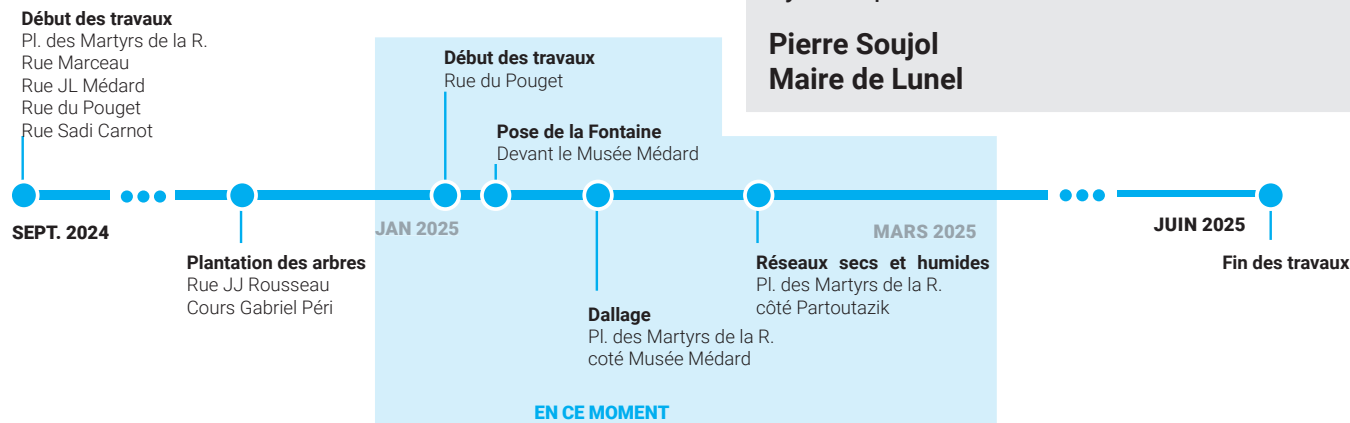 Pierre Soujol
Maire de Lunel
Début des travaux
Pl. des Martyrs de la R.
Rue Marceau
Rue JL Médard
Rue du Pouget
Rue Sadi Carnot
Début des travaux
Rue du Pouget
Pose de la Fontaine
Devant le Musée Médard
SEPT. 2024
JAN 2025
MARS 2025
JUIN 2025
Plantation des arbres
Rue JJ Rousseau
Cours Gabriel Péri
Dallage
Pl. des Martyrs de la R.
coté Musée Médard
Réseaux secs et humides
Pl. des Martyrs de la R.
côté Partoutazik
Fin des travaux
EN CE MOMENT